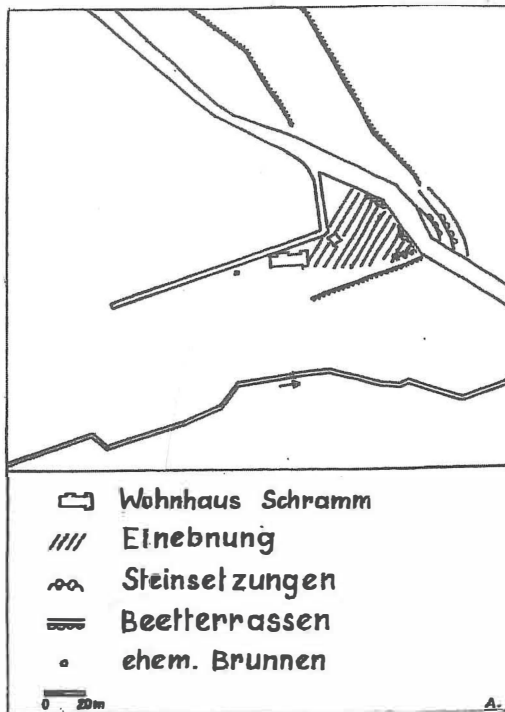 Wohnhaus Schramm
Einebnung
Steinsetzungen
Beetterrassen
ehem. Brunnen
0 20m
A.